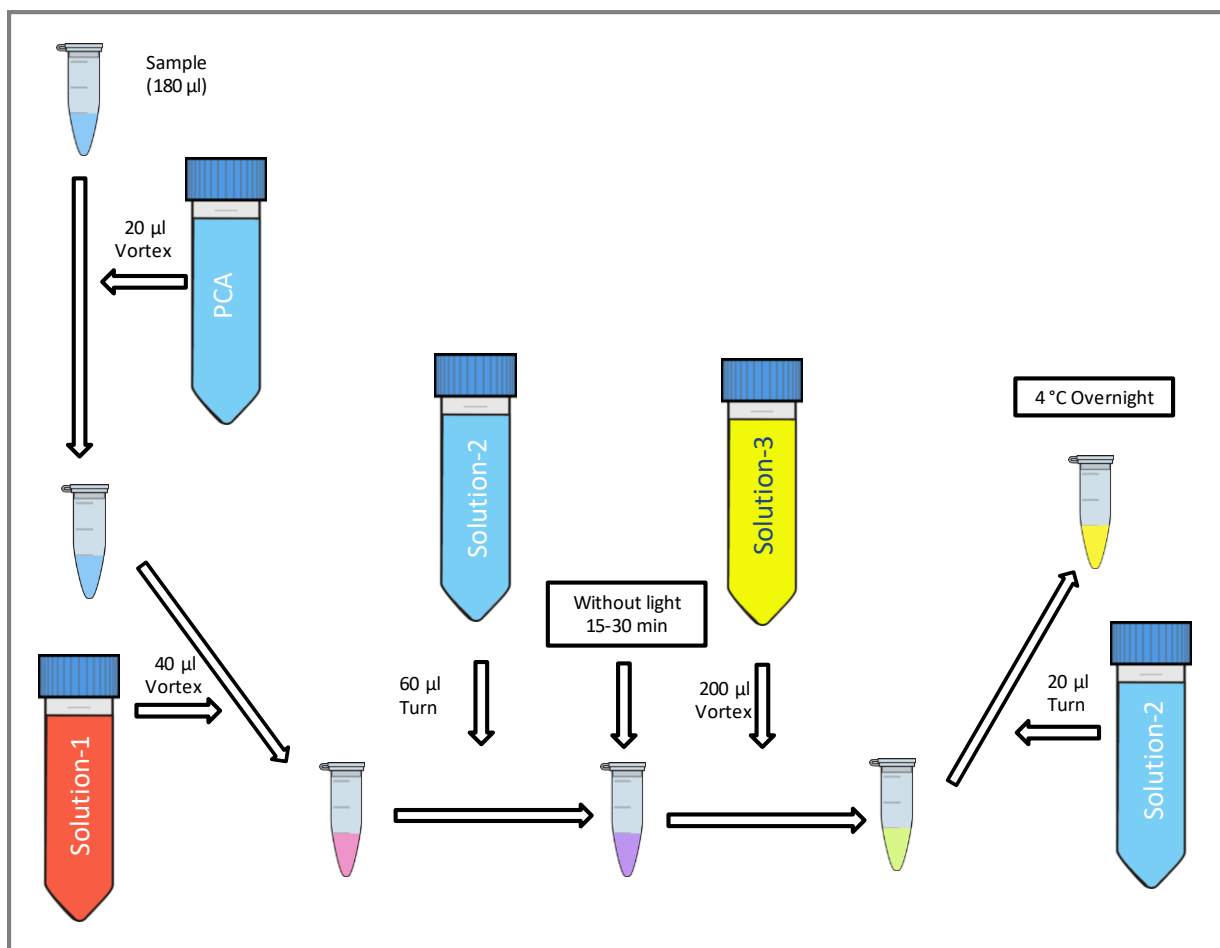 Sample
(180 µl)
20 µl
Vortex
PCA
Solution-2
Solution-3
4 °C Overnight
Without light
15-30 min
40 µl
Vortex
60 µl
Turn
200 µl
Vortex
20 µl
Turn
Solution-1
Solution-2